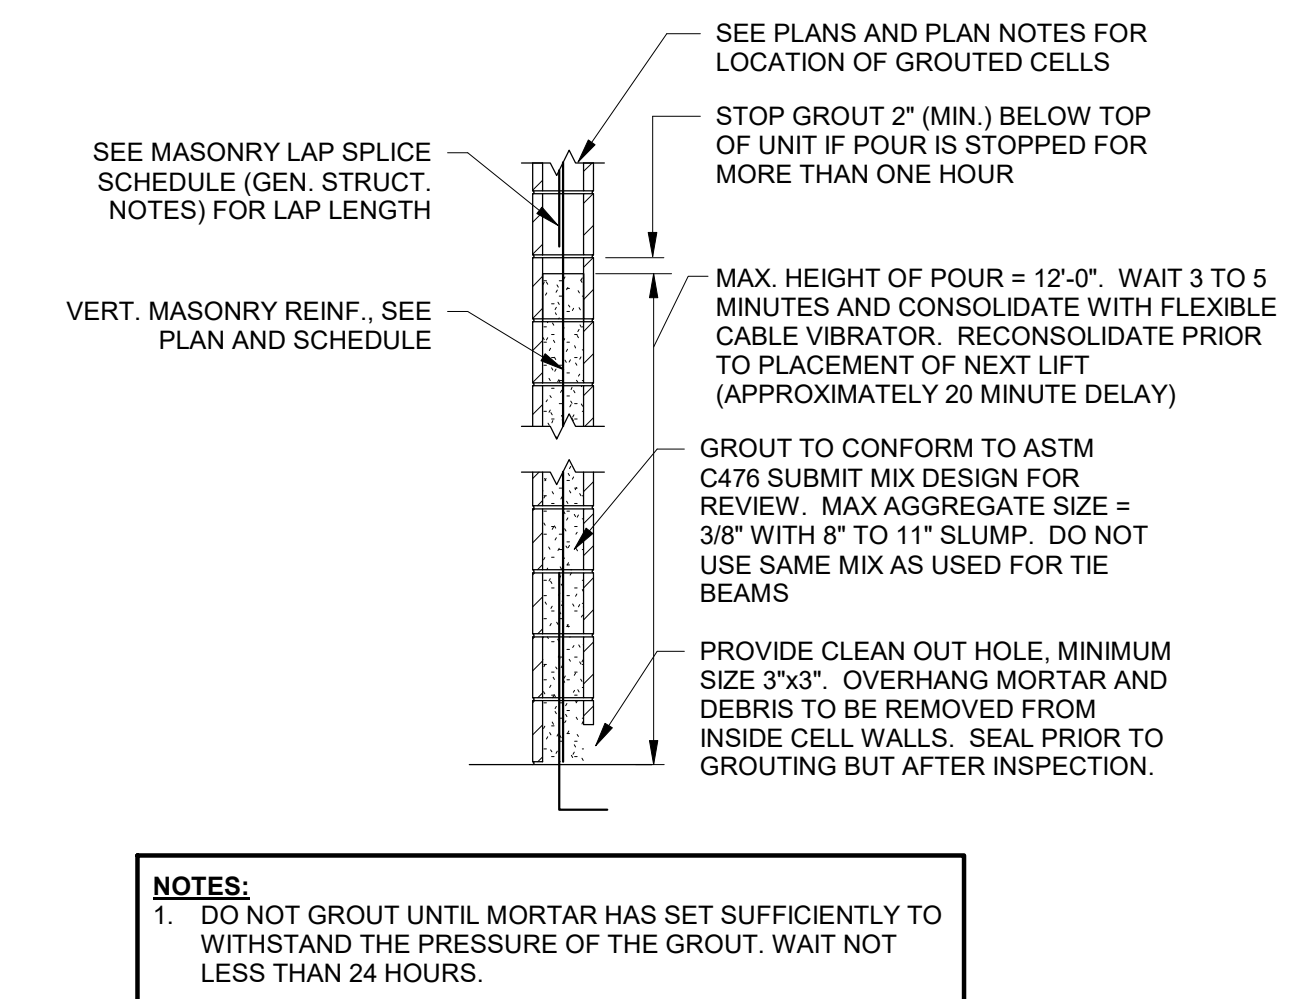 SEE PLANS AND PLAN NOTES FOR
LOCATION OF GROUTED CELLS
STOP GROUT 2" (MIN.) BELOW TOP
OF UNIT IF POUR IS STOPPED FOR
MORE THAN ONE HOUR
SEE MASONRY LAP SPLICE
SCHEDULE (GEN. STRUCT.
NOTES) FOR LAP LENGTH
MAX. HEIGHT OF POUR = 12'-0". WAIT 3 TO 5
MINUTES AND CONSOLIDATE WITH FLEXIBLE
CABLE VIBRATOR. RECONSOLIDATE PRIOR
TO PLACEMENT OF NEXT LIFT
(APPROXIMATELY 20 MINUTE DELAY)
VERT. MASONRY REINF., SEE
PLAN AND SCHEDULE
GROUT TO CONFORM TO ASTM
C476 SUBMIT MIX DESIGN FOR
REVIEW. MAX AGGREGATE SIZE =
3/8" WITH 8" TO 11" SLUMP. DO NOT
USE SAME MIX AS USED FOR TIE
BEAMS
PROVIDE CLEAN OUT HOLE, MINIMUM
SIZE 3"x3". OVERHANG MORTAR AND
DEBRIS TO BE REMOVED FROM
INSIDE CELL WALLS. SEAL PRIOR TO
GROUTING BUT AFTER INSPECTION.
NOTES:
1. DO NOT GROUT UNTIL MORTAR HAS SET SUFFICIENTLY TO
WITHSTAND THE PRESSURE OF THE GROUT. WAIT NOT
LESS THAN 24 HOURS.